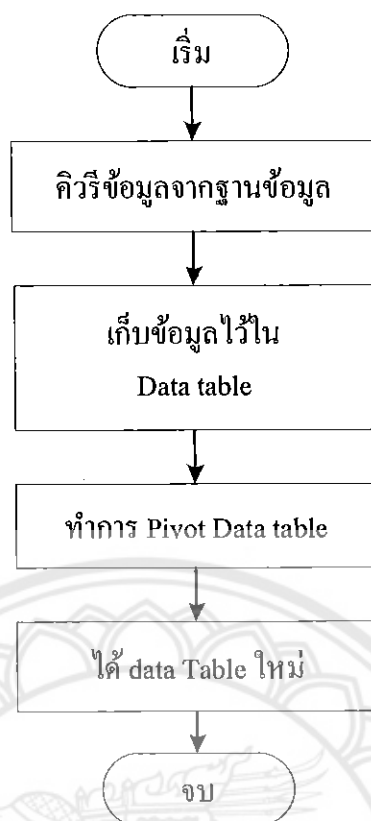 เริ่ม
คิวรีข้อมูลจากฐานข้อมูล
เก็บข้อมูลไว้ใน
Data table
ทำการ Pivot Data table
ได้ data Table ใหม่
จบ